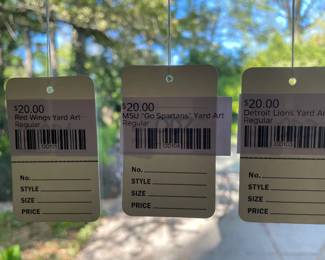 $20.00
Red Wings Yard Art
Regular
No.
STYLE
SIZE
PRICE
$20.00
MSU "Go Spartans" Yard Art
Regular
No.
STYLE
SIZE
PRICE
$20.00
Detroit Lions Yard Ar
Regular
No.
STYLE
SIZE
PRICE